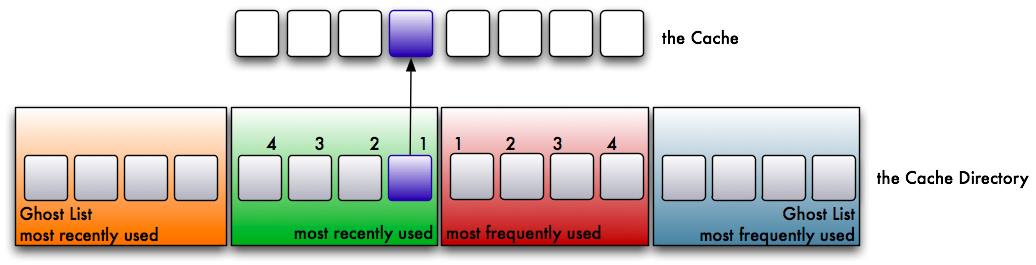 the Cache
4 3 2 1 1 2 3 4
the Cache Directory
Ghost List
most recently used
most recently used
most frequently used
Ghost List
most frequently used